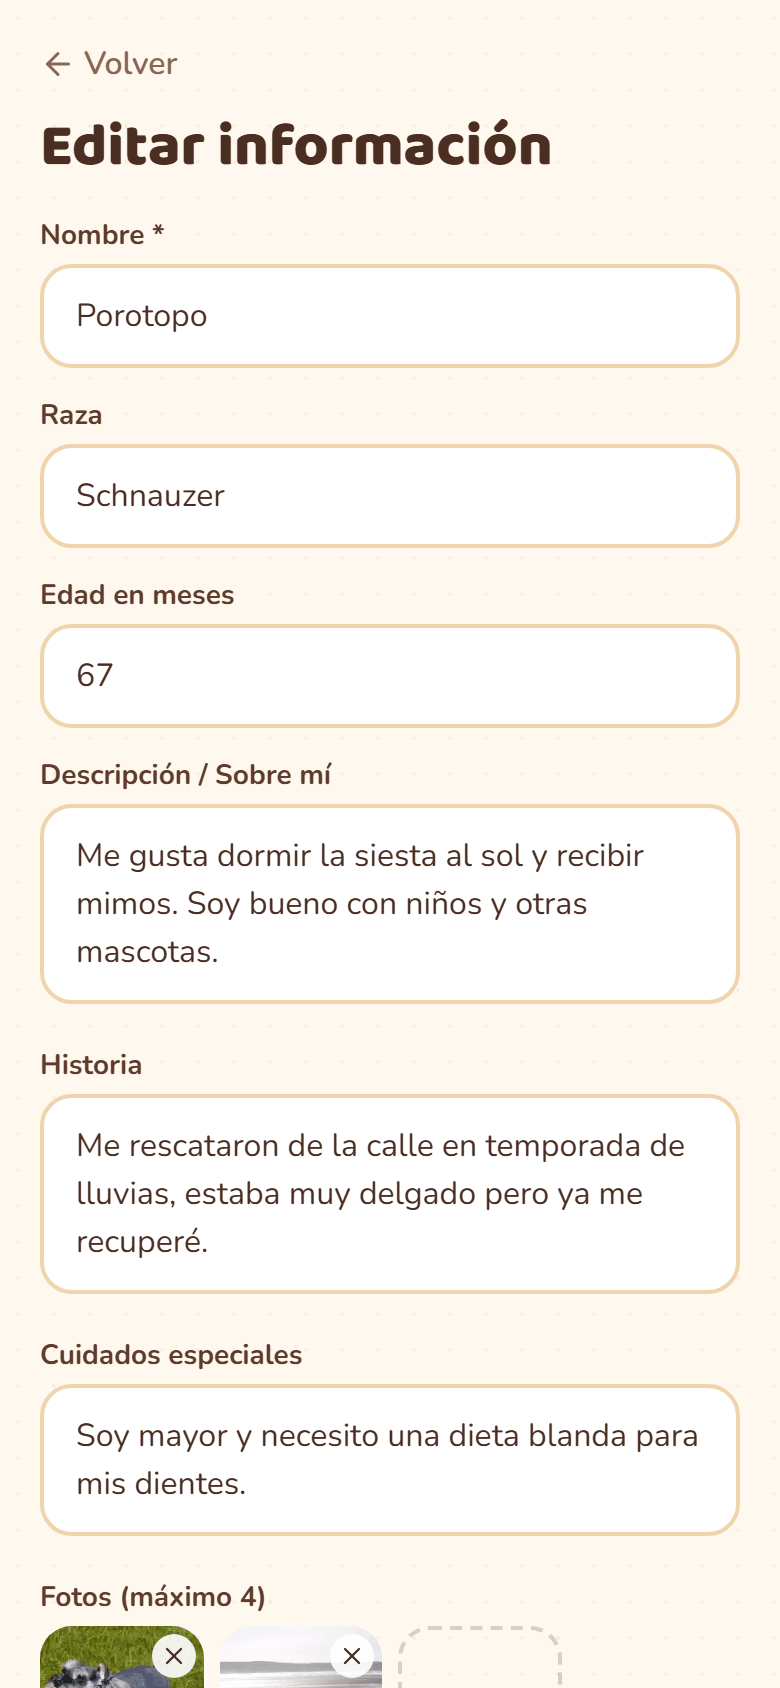 ← Volver
Editar información
Nombre *
Porotopo
Raza
Schnauzer
Edad en meses
67
Descripción / Sobre mí
Me gusta dormir la siesta al sol y recibir
mimos. Soy bueno con niños y otras
mascotas.
Historia
Me rescataron de la calle en temporada de
lluvias, estaba muy delgado pero ya me
recuperé.
Cuidados especiales
Soy mayor y necesito una dieta blanda para
mis dientes.
Fotos (máximo 4)